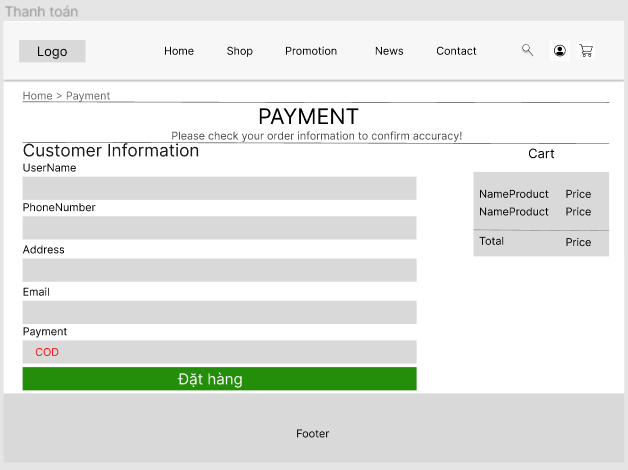 Thanh toán
Logo Home Shop Promotion News Contact
Home > Payment
PAYMENT
Please check your order information to confirm accuracy!
Customer Information
UserName
PhoneNumber
Address
Email
Payment
COD
Đặt hàng
Cart
NameProduct Price
NameProduct Price
Total Price
Footer